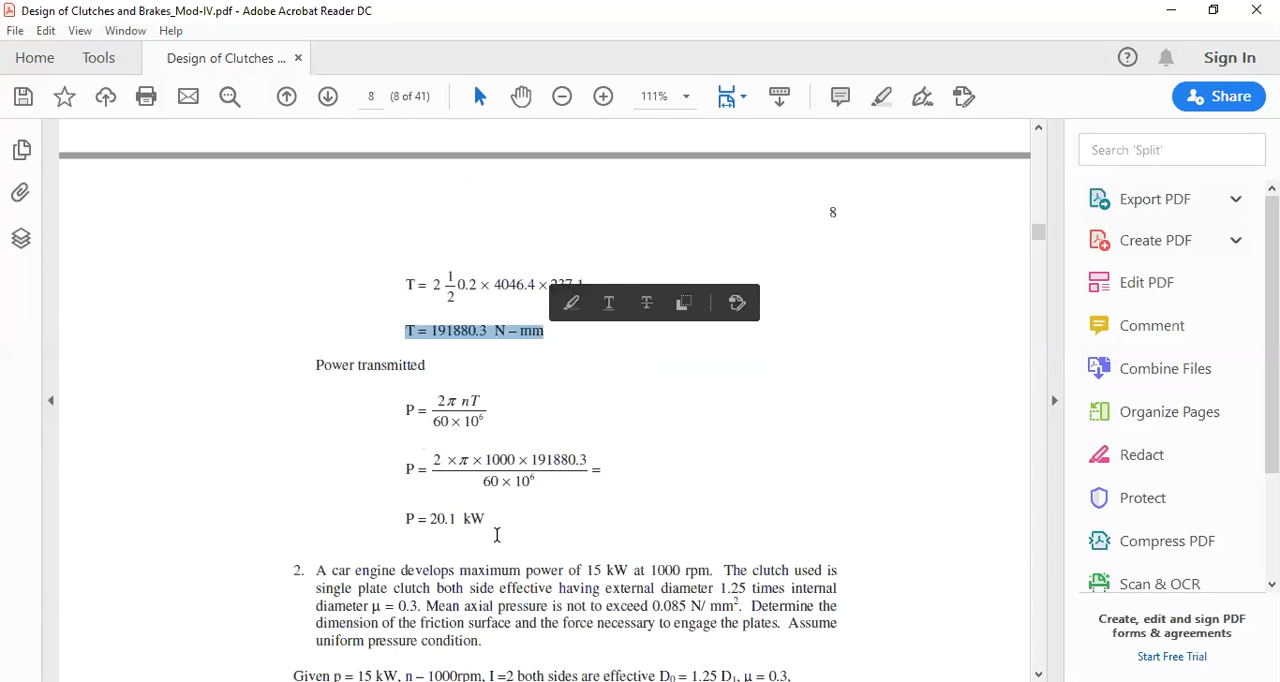 Design of Clutches and Brakes_Mod-IV.pdf - Adobe Acrobat Reader DC
File Edit View Window Help
Home Tools Design of Clutches ... × Sign In
8 (8 of 41) 111% Share
Search 'Split'
Export PDF
Create PDF
Edit PDF
Comment
Combine Files
Organize Pages
Redact
Protect
Compress PDF
Scan & OCR
Create, edit and sign PDF
forms & agreements
Start Free Trial
8
T = 2 1/2 0.2 × 4046.4 × 237.1
T = 191880.3 N – mm
Power transmitted
P = 2π nT / 60 × 10⁶
P = 2 × π × 1000 × 191880.3 / 60 × 10⁶ =
P = 20.1 kW
2. A car engine develops maximum power of 15 kW at 1000 rpm. The clutch used is
single plate clutch both side effective having external diameter 1.25 times internal
diameter μ = 0.3. Mean axial pressure is not to exceed 0.085 N/ mm². Determine the
dimension of the friction surface and the force necessary to engage the plates. Assume
uniform pressure condition.
Given p = 15 kW, n – 1000rpm, I =2 both sides are effective D₀ = 1.25 D₁, μ = 0.3,